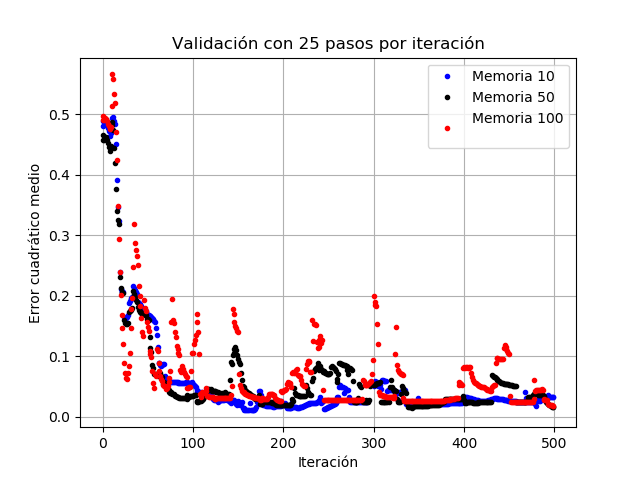 Validación con 25 pasos por iteración
Memoria 10
Memoria 50
Memoria 100
Error cuadrático medio
0.5
0.4
0.3
0.2
0.1
0.0
0
100
200
300
400
500
Iteración